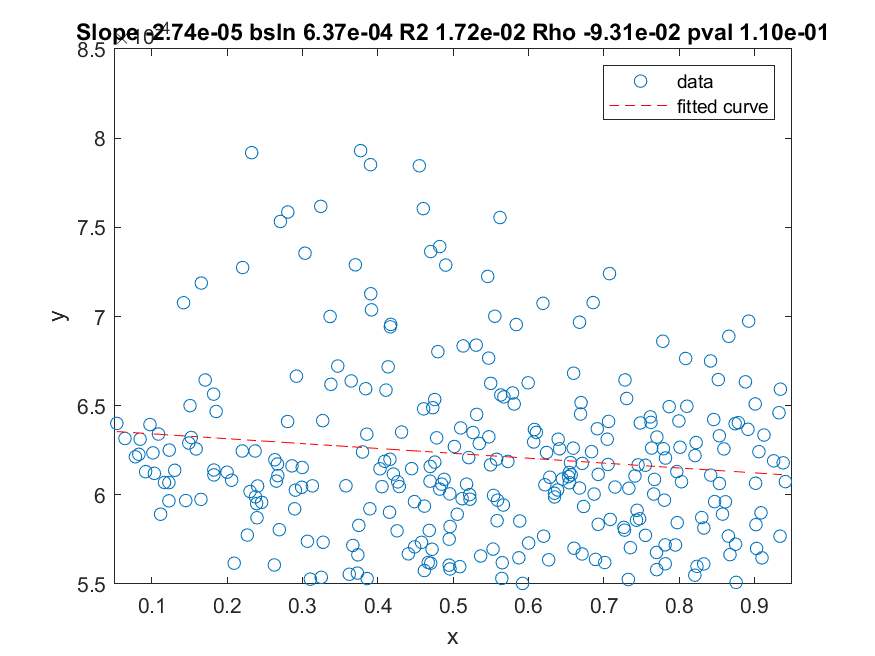 Slope -2.74e-05 bsln 6.37e-04 R2 1.72e-02 Rho -9.31e-02 pval 1.10e-01
×10⁻⁴
8.5
8
7.5
7
6.5
6
5.5
y
data
fitted curve
0.1 0.2 0.3 0.4 0.5 0.6 0.7 0.8 0.9
x